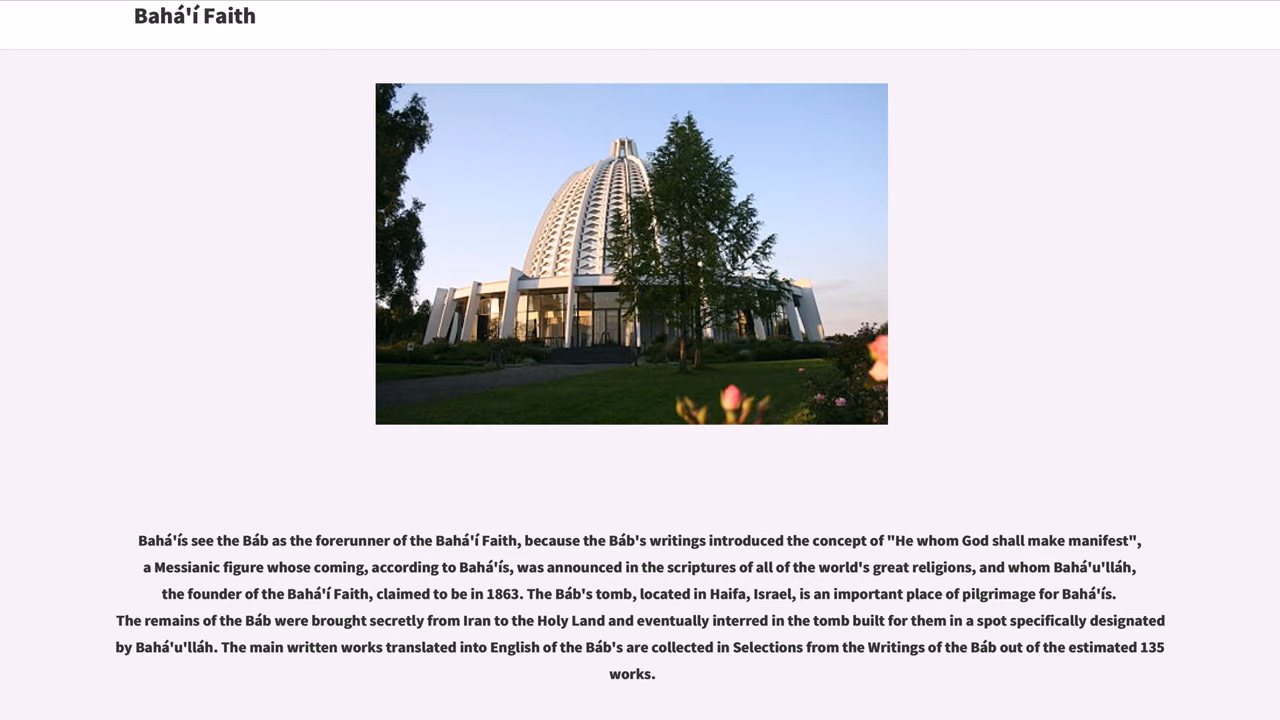 Bahá'í Faith
Bahá'ís see the Báb as the forerunner of the Bahá'í Faith, because the Báb's writings introduced the concept of "He whom God shall make manifest",
a Messianic figure whose coming, according to Bahá'ís, was announced in the scriptures of all of the world's great religions, and whom Bahá'u'lláh,
the founder of the Bahá'í Faith, claimed to be in 1863. The Báb's tomb, located in Haifa, Israel, is an important place of pilgrimage for Bahá'ís.
The remains of the Báb were brought secretly from Iran to the Holy Land and eventually interred in the tomb built for them in a spot specifically designated
by Bahá'u'lláh. The main written works translated into English of the Báb's are collected in Selections from the Writings of the Báb out of the estimated 135
works.